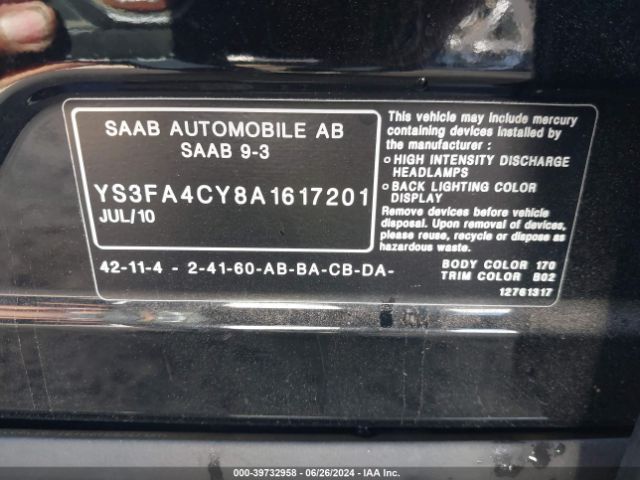 SAAB AUTOMOBILE AB
SAAB 9-3
YS3FA4CY8A1617201
JUL/10
This vehicle may include mercury
containing devices installed by
the manufacturer :
o HIGH INTENSITY DISCHARGE
HEADLAMPS
o BACK LIGHTING COLOR
DISPLAY
Remove devices before vehicle
disposal. Upon removal of devices,
please reuse, recycle or dispose as
hazardous waste.
42-11-4 - 2-41-60-AB-BA-CB-DA-
BODY COLOR 170
TRIM COLOR B02
12761317
000-39732958 - 06/26/2024 - IAA Inc.